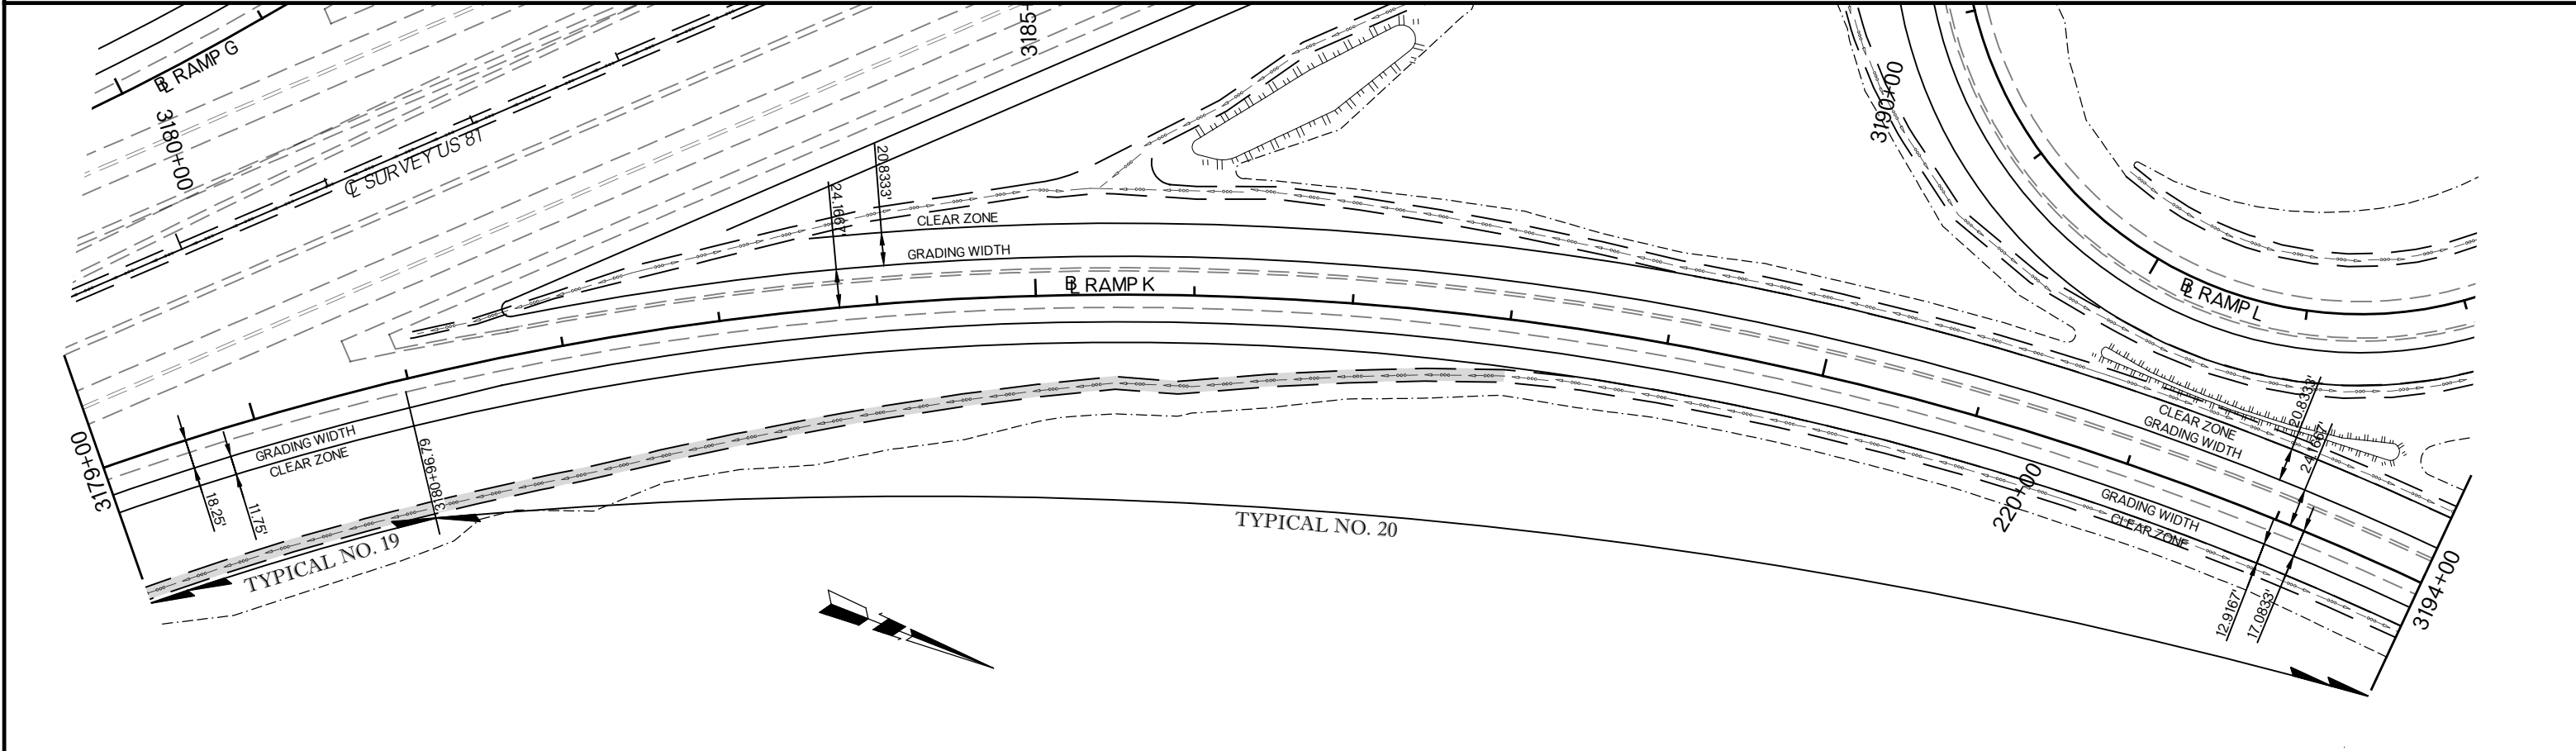 ℄ RAMP G
3180+00
℄ SURVEY US 81
3185+
20.8333'
24.1667'
CLEAR ZONE
GRADING WIDTH
BL RAMP K
3190+00
BL RAMP L
3179+00
GRADING WIDTH
CLEAR ZONE
18.25'
11.75'
3180+96.79
TYPICAL NO. 19
TYPICAL NO. 20
220+00
CLEAR ZONE
GRADING WIDTH
20.8333'
24.1667'
GRADING WIDTH
CLEAR ZONE
12.9167'
17.0833'
3194+00